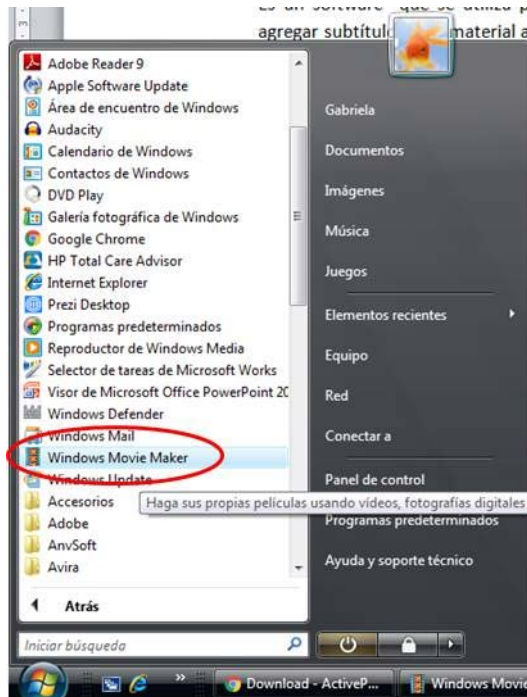 agregar subtítul
material a
Adobe Reader 9
Apple Software Update
Área de encuentro de Windows
Audacity
Calendario de Windows
Contactos de Windows
DVD Play
Galería fotográfica de Windows
Google Chrome
HP Total Care Advisor
Internet Explorer
Prezi Desktop
Programas predeterminados
Reproductor de Windows Media
Selector de tareas de Microsoft Works
Visor de Microsoft Office PowerPoint 20
Windows Defender
Windows Mail
Windows Movie Maker
Windows Update
Accesorios
Adobe
AnvSoft
Avira
Atrás
Iniciar búsqueda
Gabriela
Documentos
Imágenes
Música
Juegos
Elementos recientes
Equipo
Red
Conectar a
Panel de control
Haga sus propias películas usando vídeos, fotografías digitales
Programas predeterminados
Ayuda y soporte técnico
Download - ActiveP...
Windows Movie